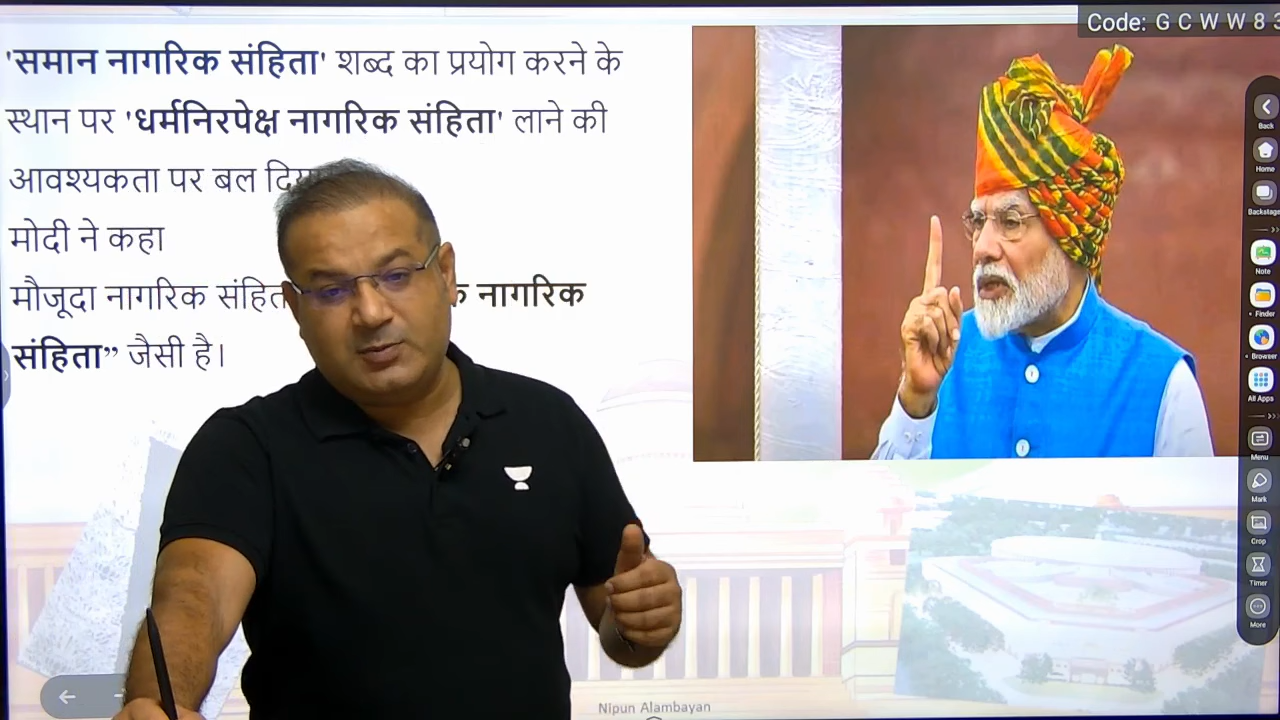 Code: G C W W 8 3
'समान नागरिक संहिता' शब्द का प्रयोग करने के
स्थान पर 'धर्मनिरपेक्ष नागरिक संहिता' लाने की
आवश्यकता पर बल
मोदी ने कहा
मौजूदा नागरिक नागरिक
संहिता” जैसी है।
Back
Home
Backstage
Note
Finder
Browser
All Apps
Menu
Mark
Crop
Timer
More
Nipun Alambayan